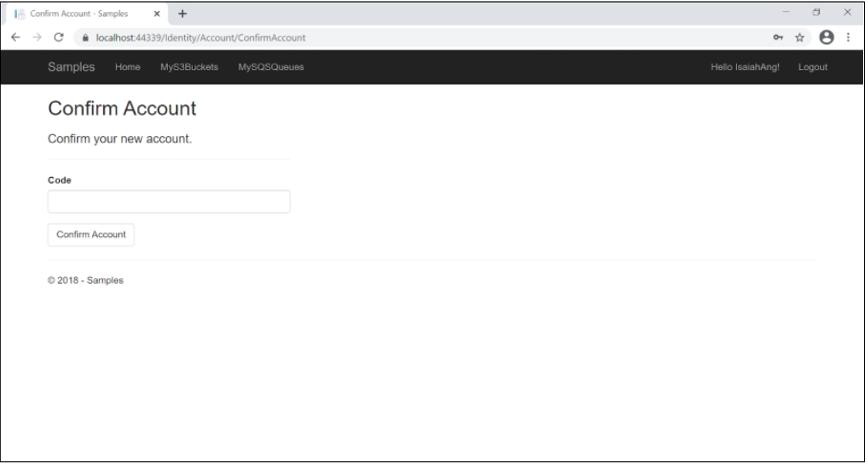 Confirm Account - Samples
localhost:44339/Identity/Account/ConfirmAccount
Samples Home MyS3Buckets MySQSQueues Hello IsaiahAng! Logout
Confirm Account
Confirm your new account.
Code
Confirm Account
© 2018 - Samples